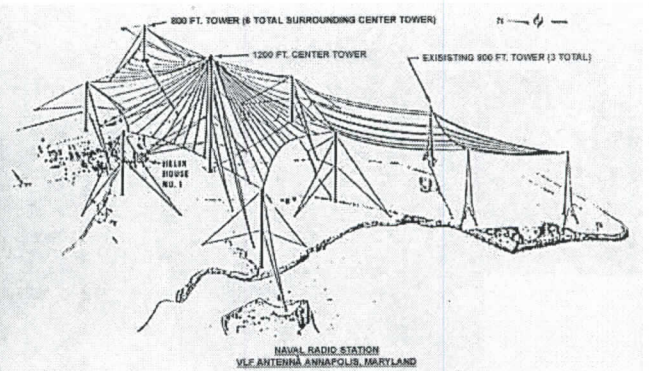 800 FT. TOWER (6 TOTAL SURROUNDING CENTER TOWER)
N
1200 FT. CENTER TOWER
EXISISTING 800 FT. TOWER (3 TOTAL)
HELIX
HOUSE
NO. 1
NAVAL RADIO STATION
VLF ANTENNA ANNAPOLIS, MARYLAND